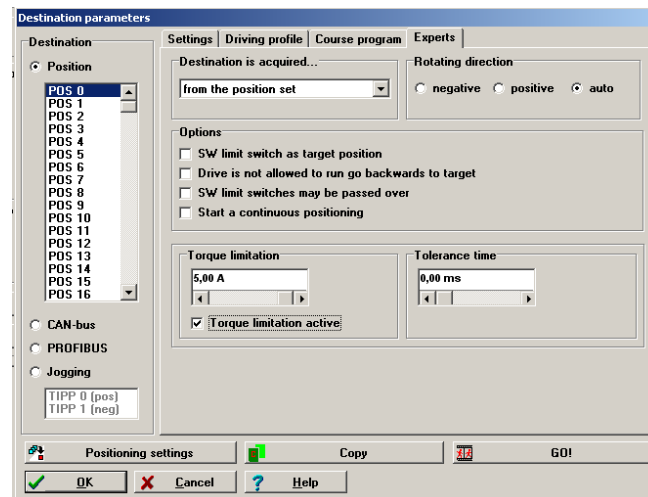 Destination parameters
Destination
Position
POS 0
POS 1
POS 2
POS 3
POS 4
POS 5
POS 6
POS 7
POS 8
POS 9
POS 10
POS 11
POS 12
POS 13
POS 14
POS 15
POS 16
CAN-bus
PROFIBUS
Jogging
TIPP 0 (pos)
TIPP 1 (neg)
Settings Driving profile Course program Experts
Destination is acquired...
from the position set
Rotating direction
negative positive auto
Options
SW limit switch as target position
Drive is not allowed to run go backwards to target
SW limit switches may be passed over
Start a continuous positioning
Torque limitation
5,00 A
Torque limitation active
Tolerance time
0,00 ms
Positioning settings Copy GO!
OK Cancel Help